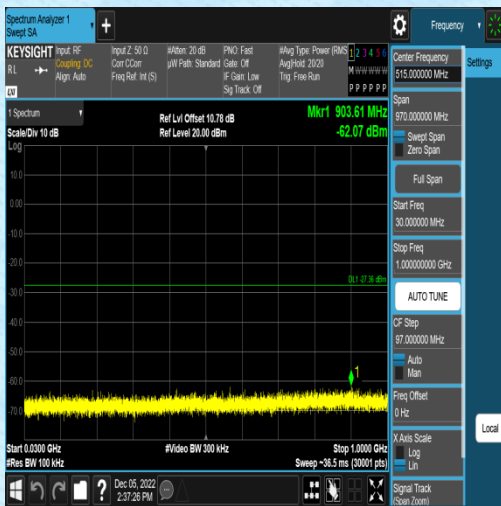 Spectrum Analyzer 1
Swept SA
Frequency
KEYSIGHT
RL
Input: RF
Coupling: DC
Align: Auto
Input Z: 50 Ω
Corr CCorr
Freq Ref: Int (S)
#Atten: 20 dB
µW Path: Standard
PNO: Fast
Gate: Off
IF Gain: Low
Sig Track: Off
#Avg Type: Power (RMS
Avg|Hold: 20/20
Trig: Free Run
1 2 3 4 5 6
M W W W W W
P P P P P P
1 Spectrum
Scale/Div 10 dB
Log
Ref Lvl Offset 10.78 dB
Ref Level 20.00 dBm
Mkr1 903.61 MHz
-62.07 dBm
10.0
0.00
-10.0
-20.0
-30.0
-40.0
-50.0
-60.0
-70.0
1
Start 0.0300 GHz
#Res BW 100 kHz
#Video BW 300 kHz
Stop 1.0000 GHz
Sweep ~36.5 ms (30001 pts)
Dec 05, 2022
2:37:26 PM
Center Frequency
515.000000 MHz
Span
970.000000 MHz
Swept Span
Zero Span
Full Span
Start Freq
30.000000 MHz
Stop Freq
1.000000000 GHz
AUTO TUNE
CF Step
97.000000 MHz
Auto
Man
Freq Offset
0 Hz
X Axis Scale
Log
Lin
Signal Track
(Span Zoom)
Settings
Local